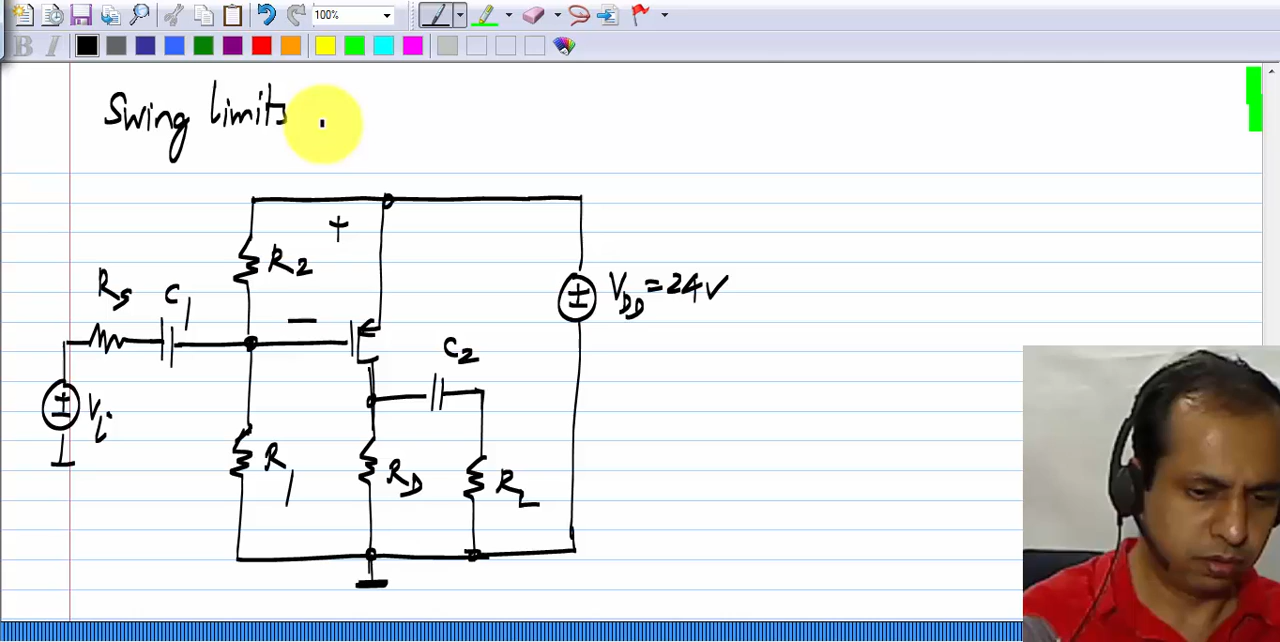 100%
B I
Swing limits
+
R2
RS C1
VDD = 24V
−
C2
Vi
R1 RD RL